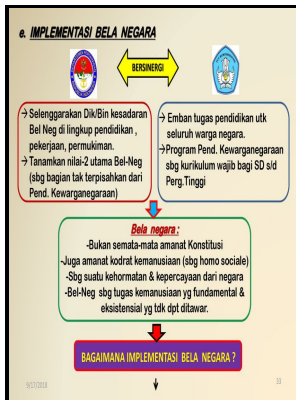 e. IMPLEMENTASI BELA NEGARA
BERSINERGI
→Selenggarakan Dik/Bin kesadaran
Bel Neg di lingkup pendidikan ,
pekerjaan, permukiman.
→Tanamkan nilai-2 utama Bel-Neg
(sbg bagian tak terpisahkan dari
Pend. Kewarganegaraan)
→Emban tugas pendidikan utk
seluruh warga negara.
→Program Pend. Kewarganegaraan
sbg kurikulum wajib bagi SD s/d
Perg.Tinggi
Bela negara :
-Bukan semata-mata amanat Konstitusi
-Juga amanat kodrat kemanusiaan (sbg homo sociale)
-Sbg suatu kehormatan & kepercayaan dari negara
-Bel-Neg sbg tugas kemanusiaan yg fundamental &
eksistensial yg tdk dpt ditawar.
BAGAIMANA IMPLEMENTASI BELA NEGARA ?
53